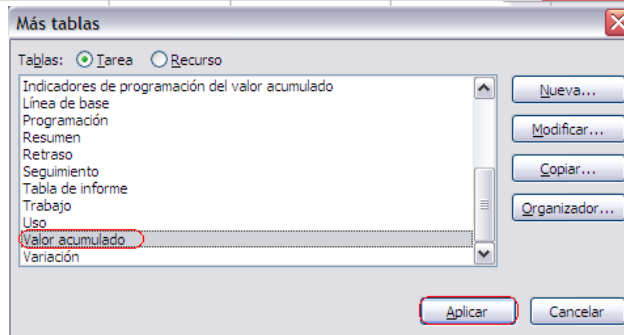 Más tablas
Tablas: Tarea Recurso
Indicadores de programación del valor acumulado
Línea de base
Programación
Resumen
Retraso
Seguimiento
Tabla de informe
Trabajo
Uso
Valor acumulado
Variación
Nueva...
Modificar...
Copiar...
Organizador...
Aplicar Cancelar